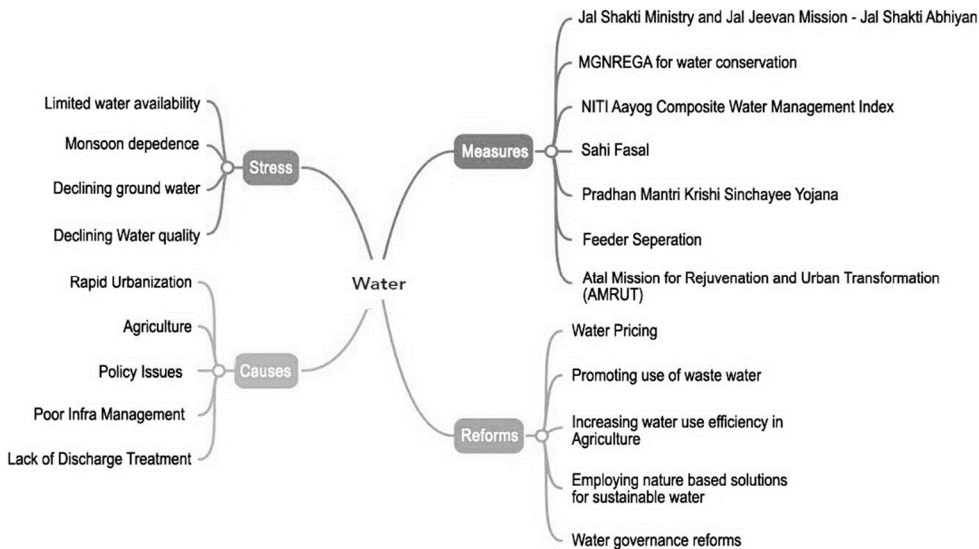 Water
Stress
Limited water availability
Monsoon depedence
Declining ground water
Declining Water quality
Causes
Rapid Urbanization
Agriculture
Policy Issues
Poor Infra Management
Lack of Discharge Treatment
Measures
Jal Shakti Ministry and Jal Jeevan Mission - Jal Shakti Abhiyan
MGNREGA for water conservation
NITI Aayog Composite Water Management Index
Sahi Fasal
Pradhan Mantri Krishi Sinchayee Yojana
Feeder Seperation
Atal Mission for Rejuvenation and Urban Transformation
(AMRUT)
Reforms
Water Pricing
Promoting use of waste water
Increasing water use efficiency in
Agriculture
Employing nature based solutions
for sustainable water
Water governance reforms